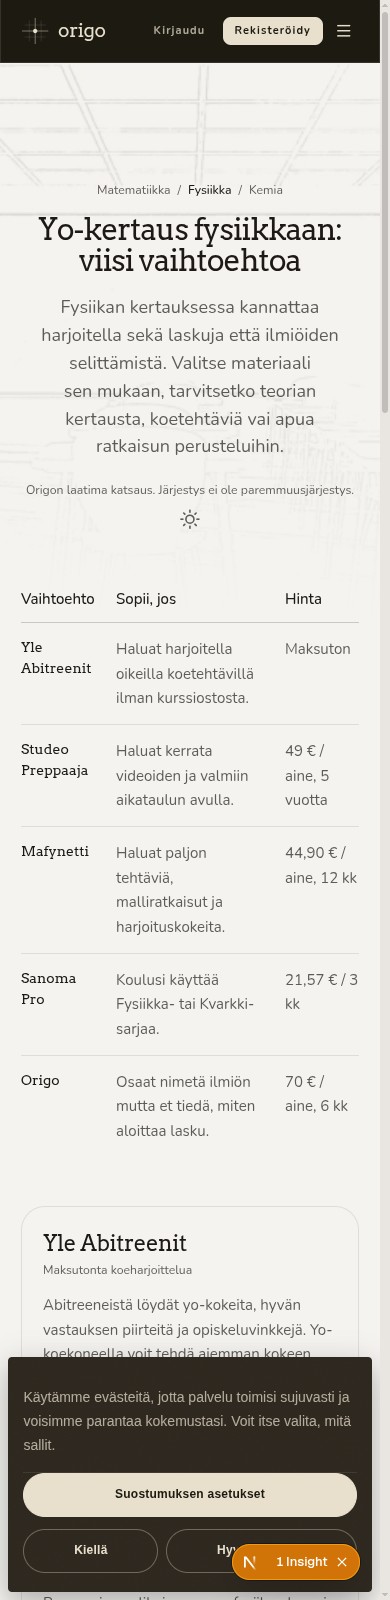 origo
Kirjaudu
Rekisteröidy
Matematiikka / Fysiikka / Kemia
Yo-kertaus fysiikkaan:
viisi vaihtoehtoa
Fysiikan kertauksessa kannattaa
harjoitella sekä laskuja että ilmiöiden
selittämistä. Valitse materiaali
sen mukaan, tarvitsetko teorian
kertausta, koetehtäviä vai apua
ratkaisun perusteluihin.
Origon laatima katsaus. Järjestys ei ole paremmuusjärjestys.
Vaihtoehto Sopii, jos Hinta
Yle
Abitreenit
Haluat harjoitella
oikeilla koetehtävillä
ilman kurssiostosta.
Maksuton
Studeo
Preppaaja
Haluat kerrata
videoiden ja valmiin
aikataulun avulla.
49 € /
aine, 5
vuotta
Mafynetti
Haluat paljon
tehtäviä,
malliratkaisut ja
harjoituskokeita.
44,90 € /
aine, 12 kk
Sanoma
Pro
Koulusi käyttää
Fysiikka- tai Kvarkki-
sarjaa.
21,57 € / 3
kk
Origo
Osaat nimetä ilmiön
mutta et tiedä, miten
aloittaa lasku.
70 € /
aine, 6 kk
Yle Abitreenit
Maksutonta koeharjoittelua
Abitreeneistä löydät yo-kokeita, hyvän
vastauksen piirteitä ja opiskeluvinkkejä. Yo-
koekoneella voit tehdä aiemman kokeen
Käytämme evästeitä, jotta palvelu toimisi sujuvasti ja
voisimme parantaa kokemustasi. Voit itse valita, mitä
sallit.
Suostumuksen asetukset
Kiellä
1 Insight